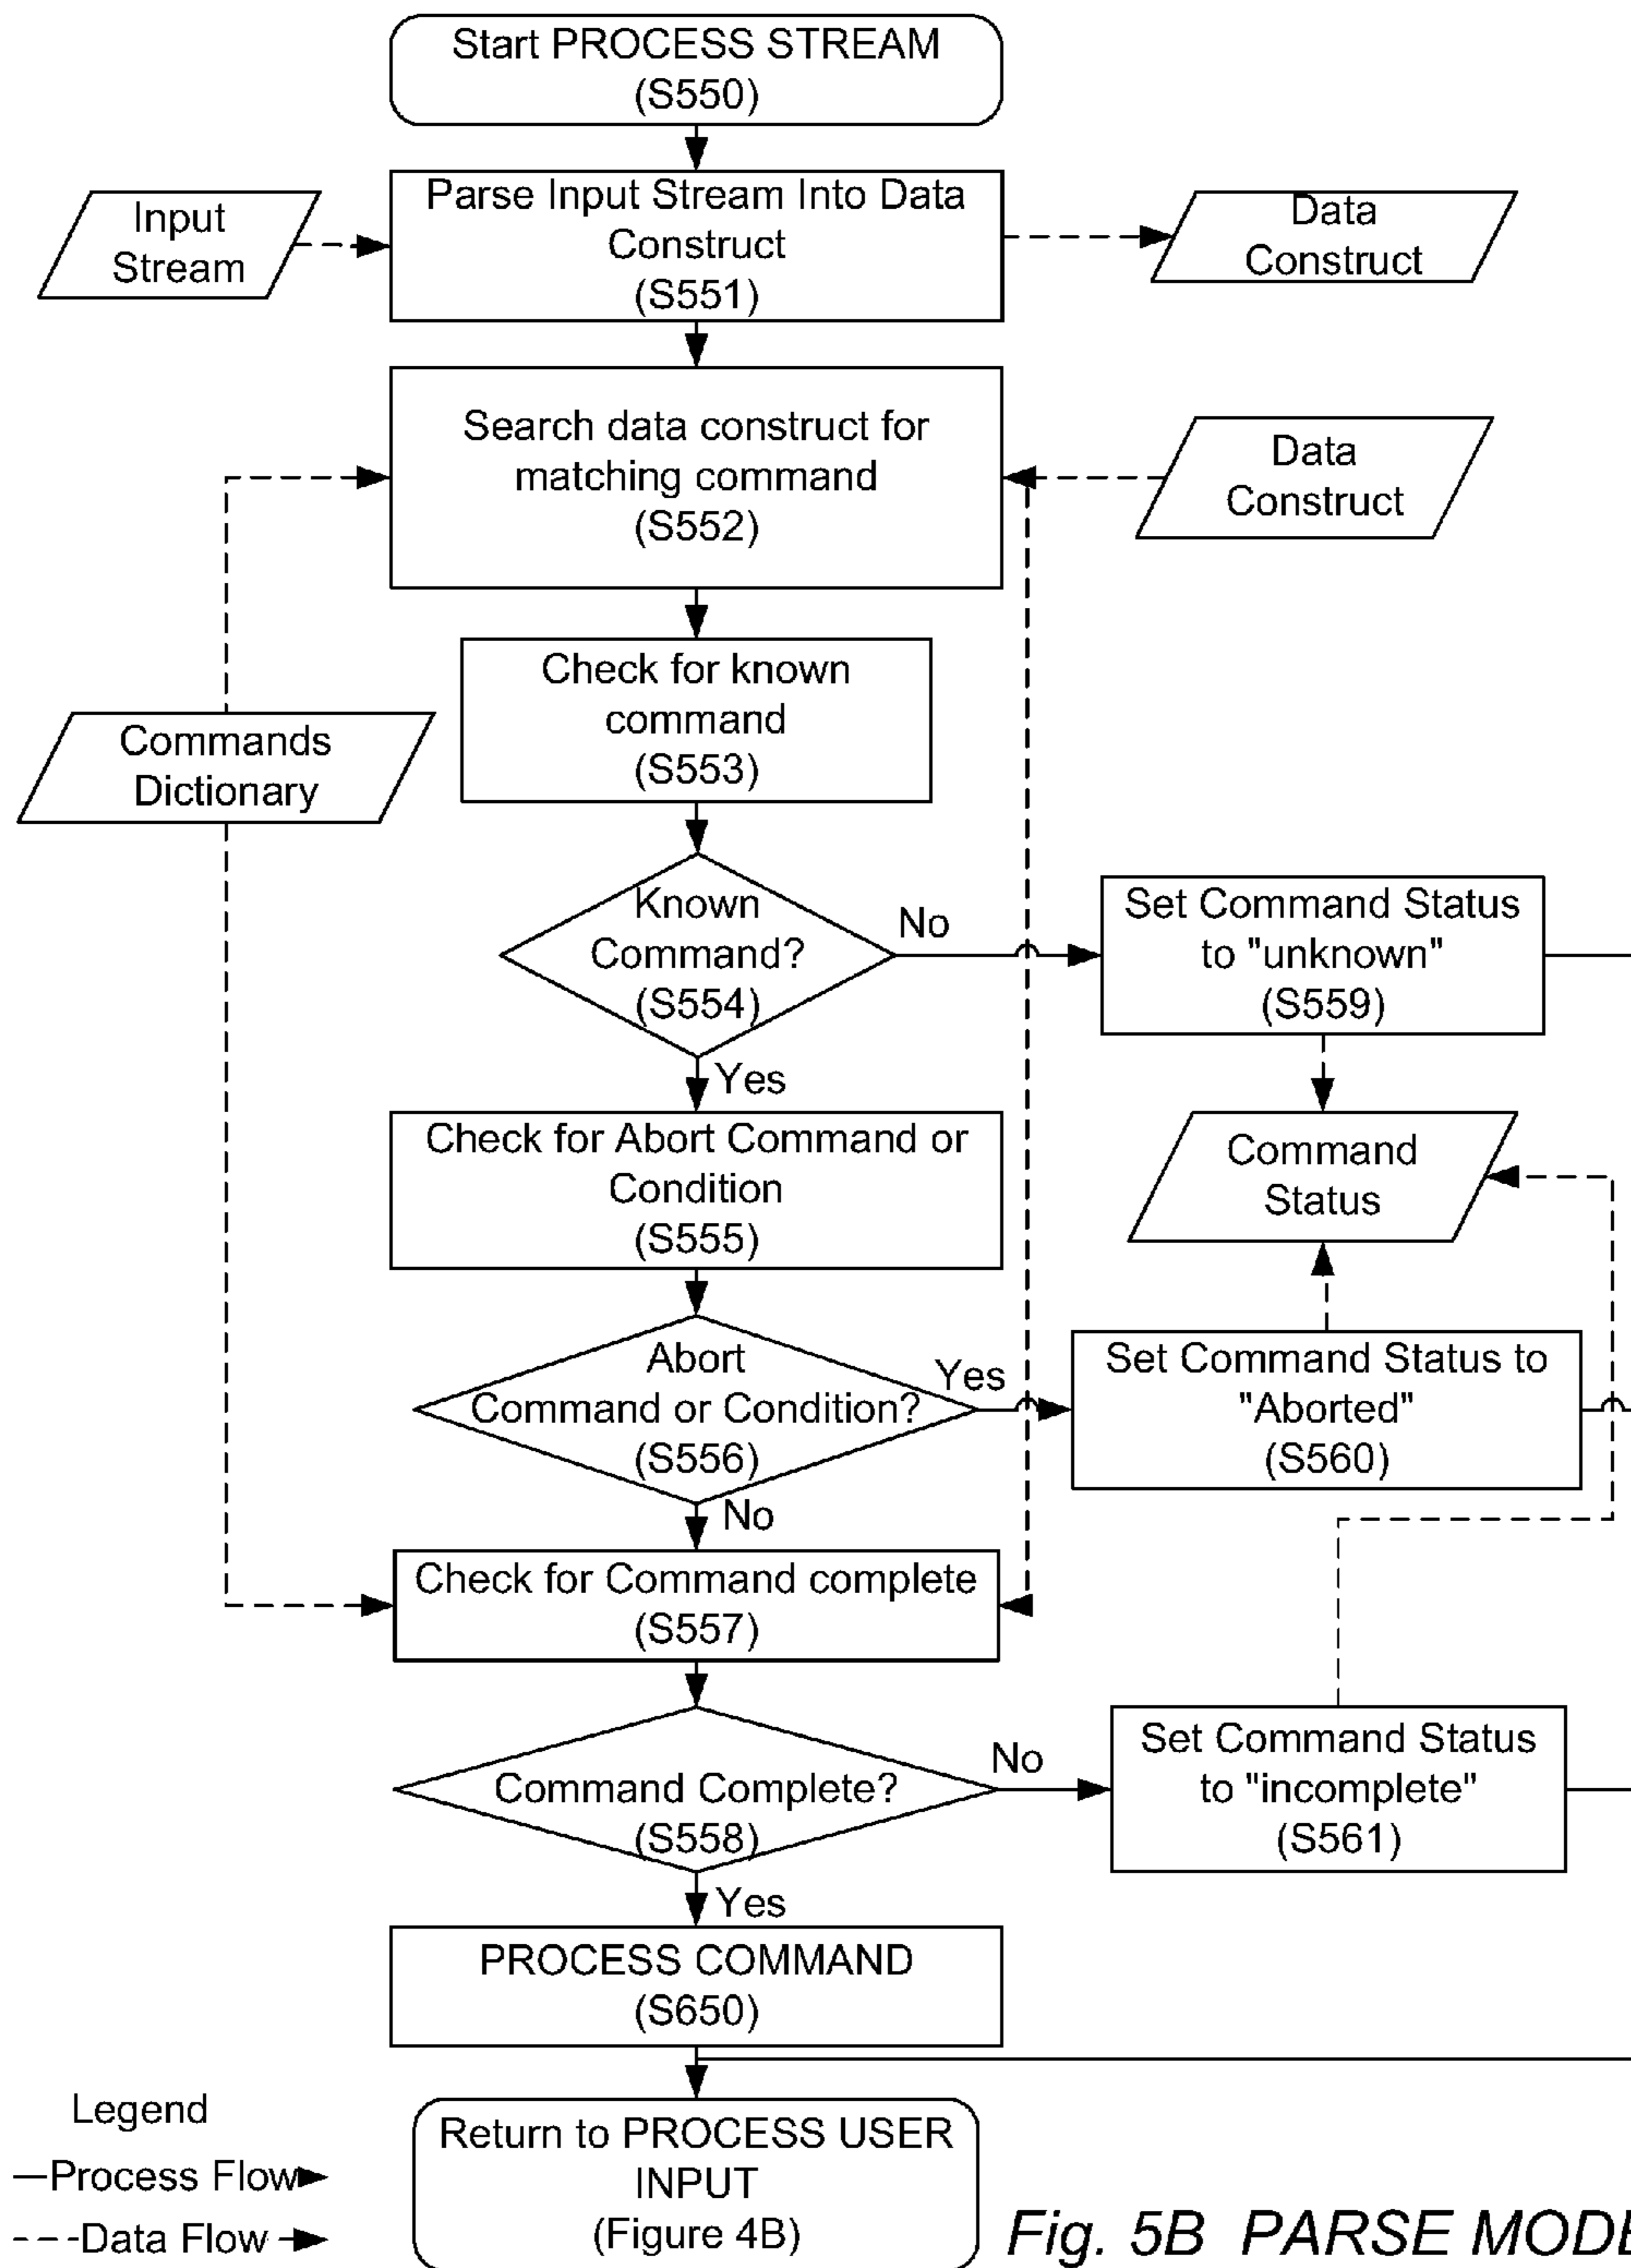 Start PROCESS STREAM
(S550)
Input
Stream
Parse Input Stream Into Data
Construct
(S551)
Data
Construct
Search data construct for
matching command
(S552)
Data
Construct
Check for known
command
(S553)
Commands
Dictionary
Known
Command?
(S554)
No
Set Command Status
to "unknown"
(S559)
Yes
Check for Abort Command or
Condition
(S555)
Command
Status
Abort
Command or Condition?
(S556)
Yes
Set Command Status to
"Aborted"
(S560)
No
Check for Command complete
(S557)
Command Complete?
(S558)
No
Set Command Status
to "incomplete"
(S561)
Yes
PROCESS COMMAND
(S650)
Return to PROCESS USER
INPUT
(Figure 4B)
Legend
Process Flow
Data Flow
Fig. 5B PARSE MODE